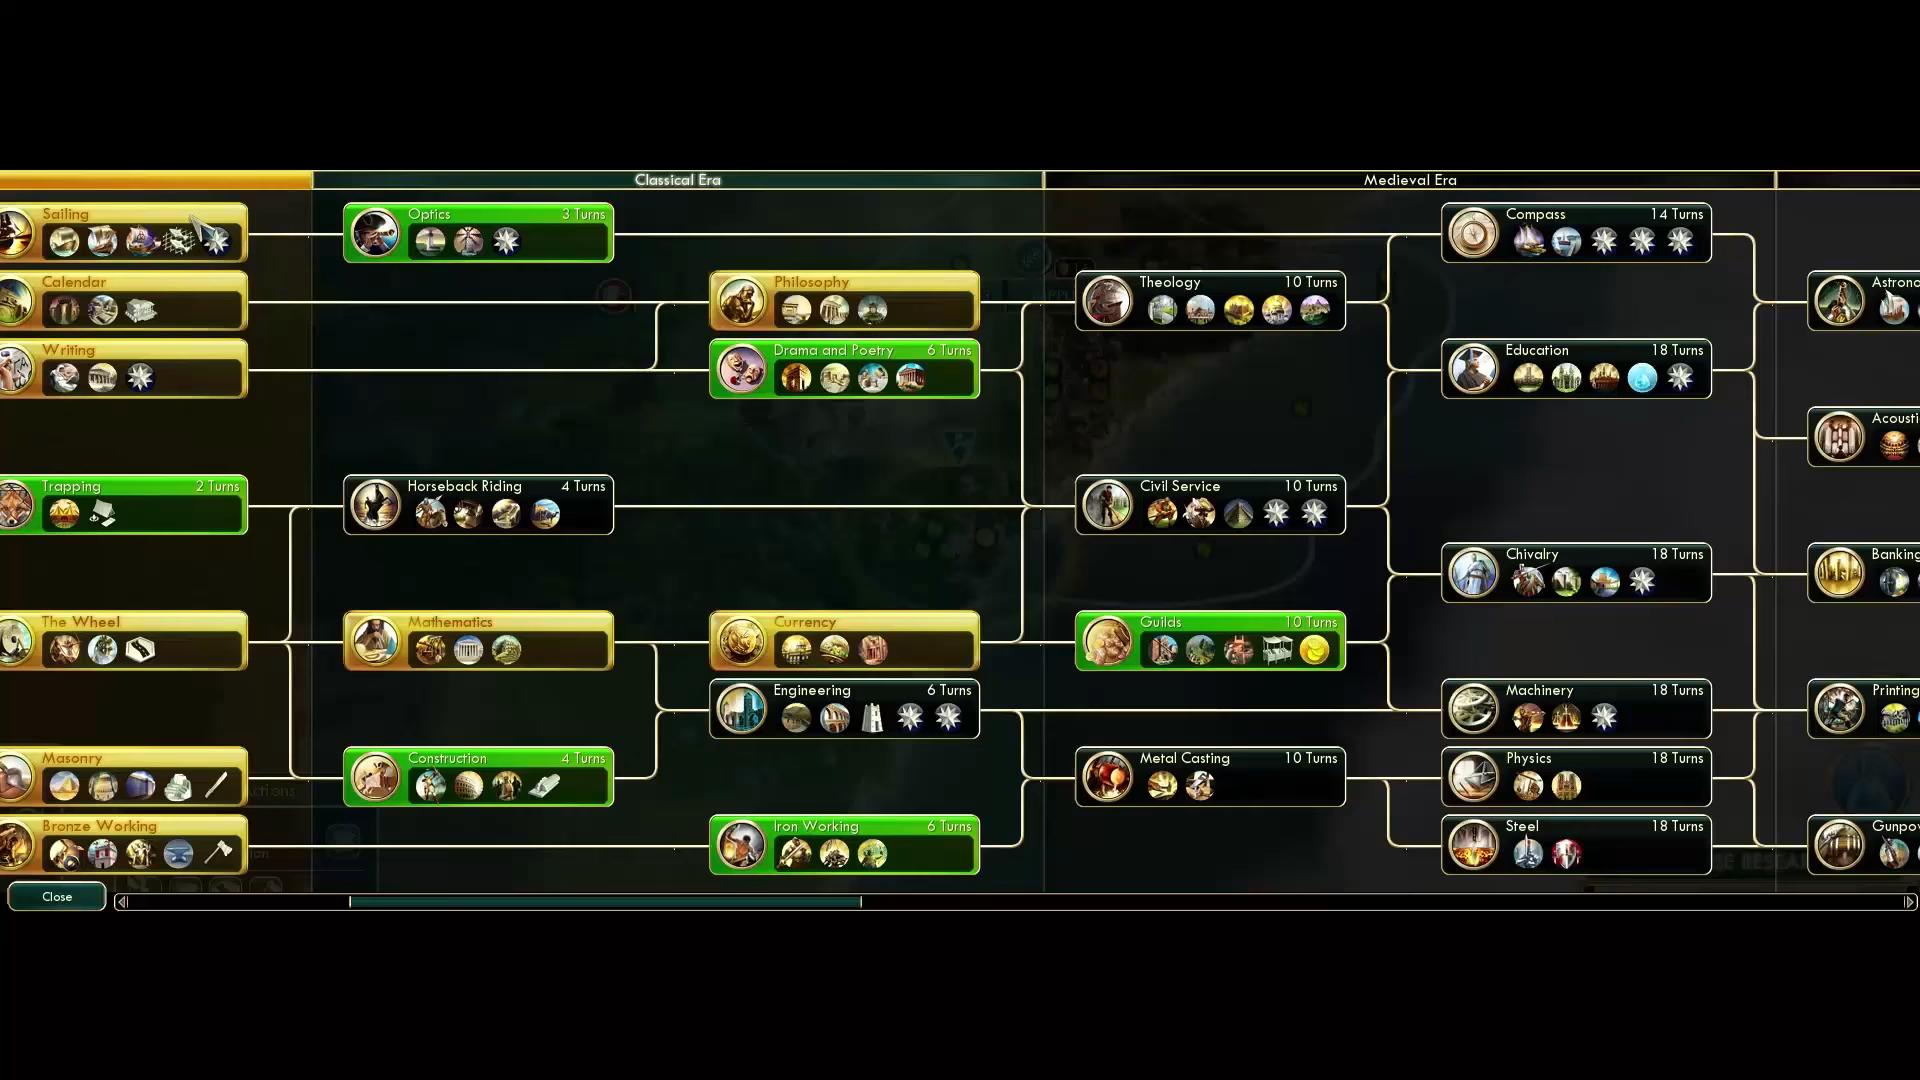 Classical Era
Medieval Era
Sailing
Optics 3 Turns
Compass 14 Turns
Calendar
Philosophy
Theology 10 Turns
Astrono
Writing
Drama and Poetry 6 Turns
Education 18 Turns
Acousti
Trapping 2 Turns
Horseback Riding 4 Turns
Civil Service 10 Turns
Chivalry 18 Turns
Banking
The Wheel
Mathematics
Currency
Guilds 10 Turns
Engineering 6 Turns
Machinery 18 Turns
Printing
Masonry
Construction 4 Turns
Metal Casting 10 Turns
Physics 18 Turns
Bronze Working
Iron Working 6 Turns
Steel 18 Turns
Gunpov
Close